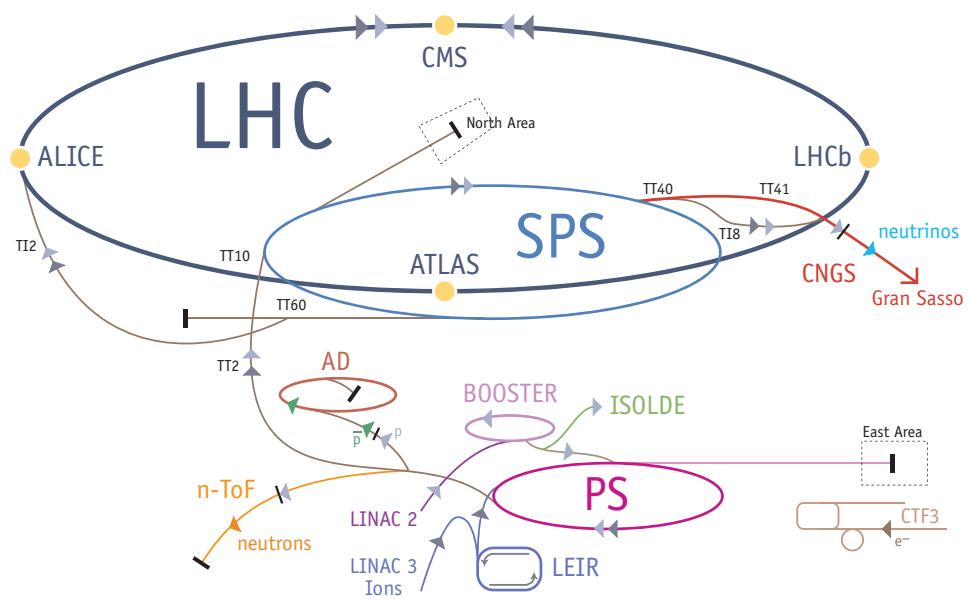 CMS
LHC
North Area
ALICE
LHCb
TT40
TT41
SPS
TI2
TI8
neutrinos
TT10
ATLAS
CNGS
Gran Sasso
TT60
TT2
AD
BOOSTER
ISOLDE
p̅
p
East Area
n-ToF
PS
LINAC 2
CTF3
neutrons
e⁻
LINAC 3
Ions
LEIR